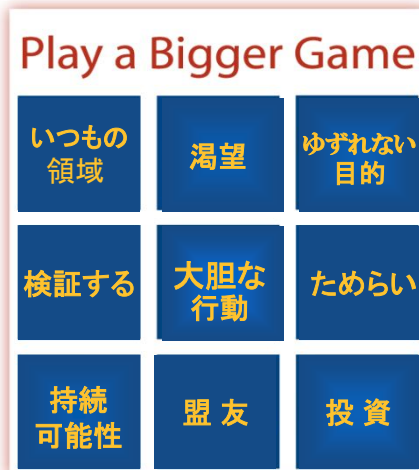 Play a Bigger Game
いつもの
領域
渇望
ゆずれない
目的
検証する
大胆な
行動
ためらい
持続
可能性
盟 友
投 資